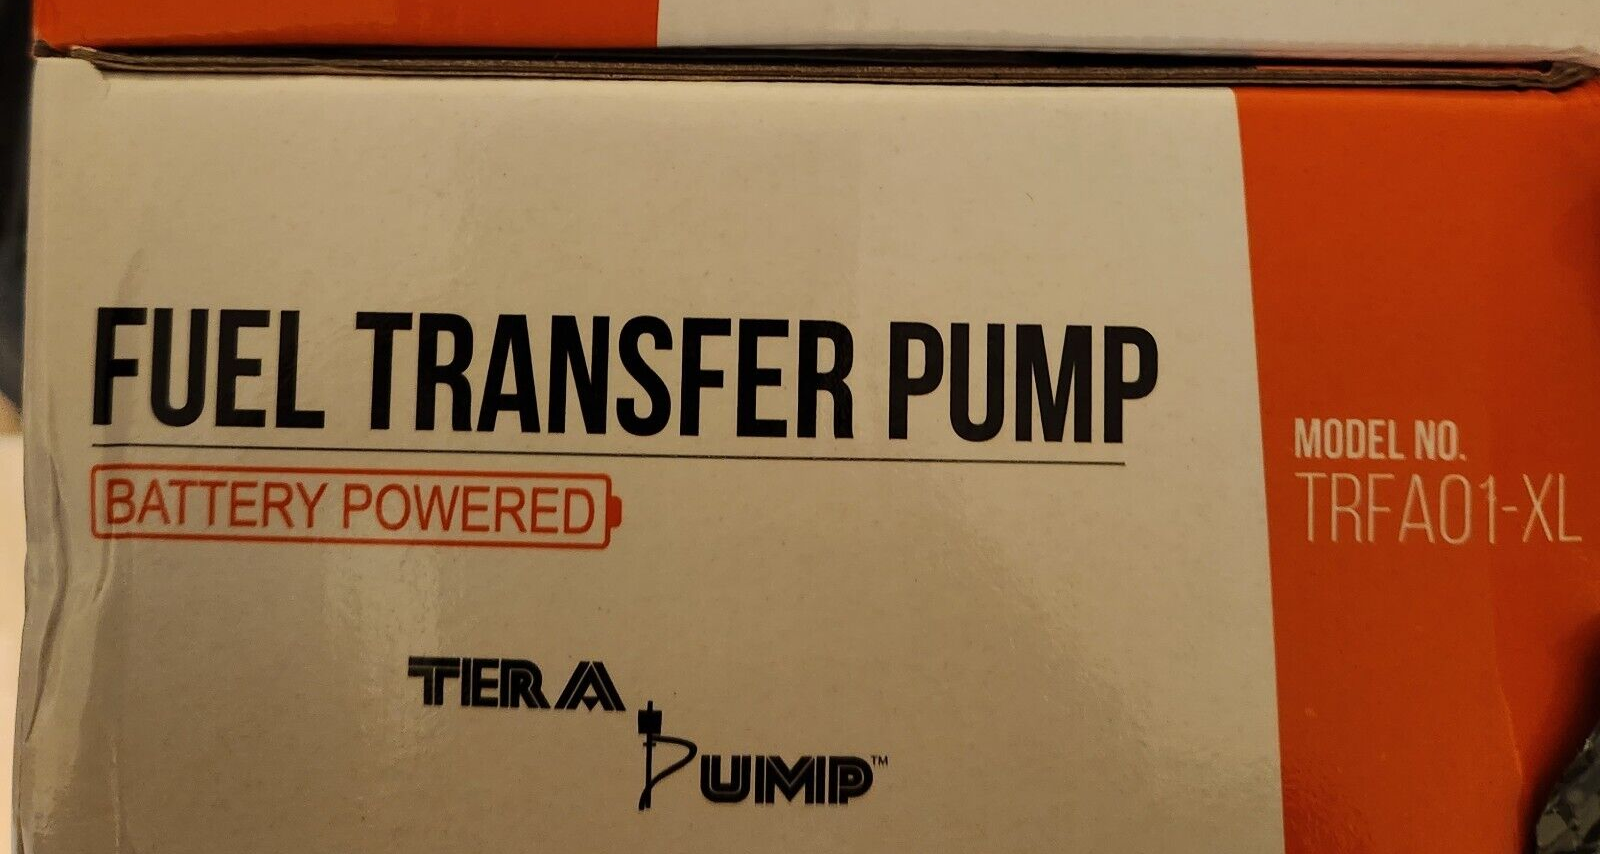 FUEL TRANSFER PUMP
BATTERY POWERED
MODEL NO.
TRFA01-XL
TERA
PUMP™